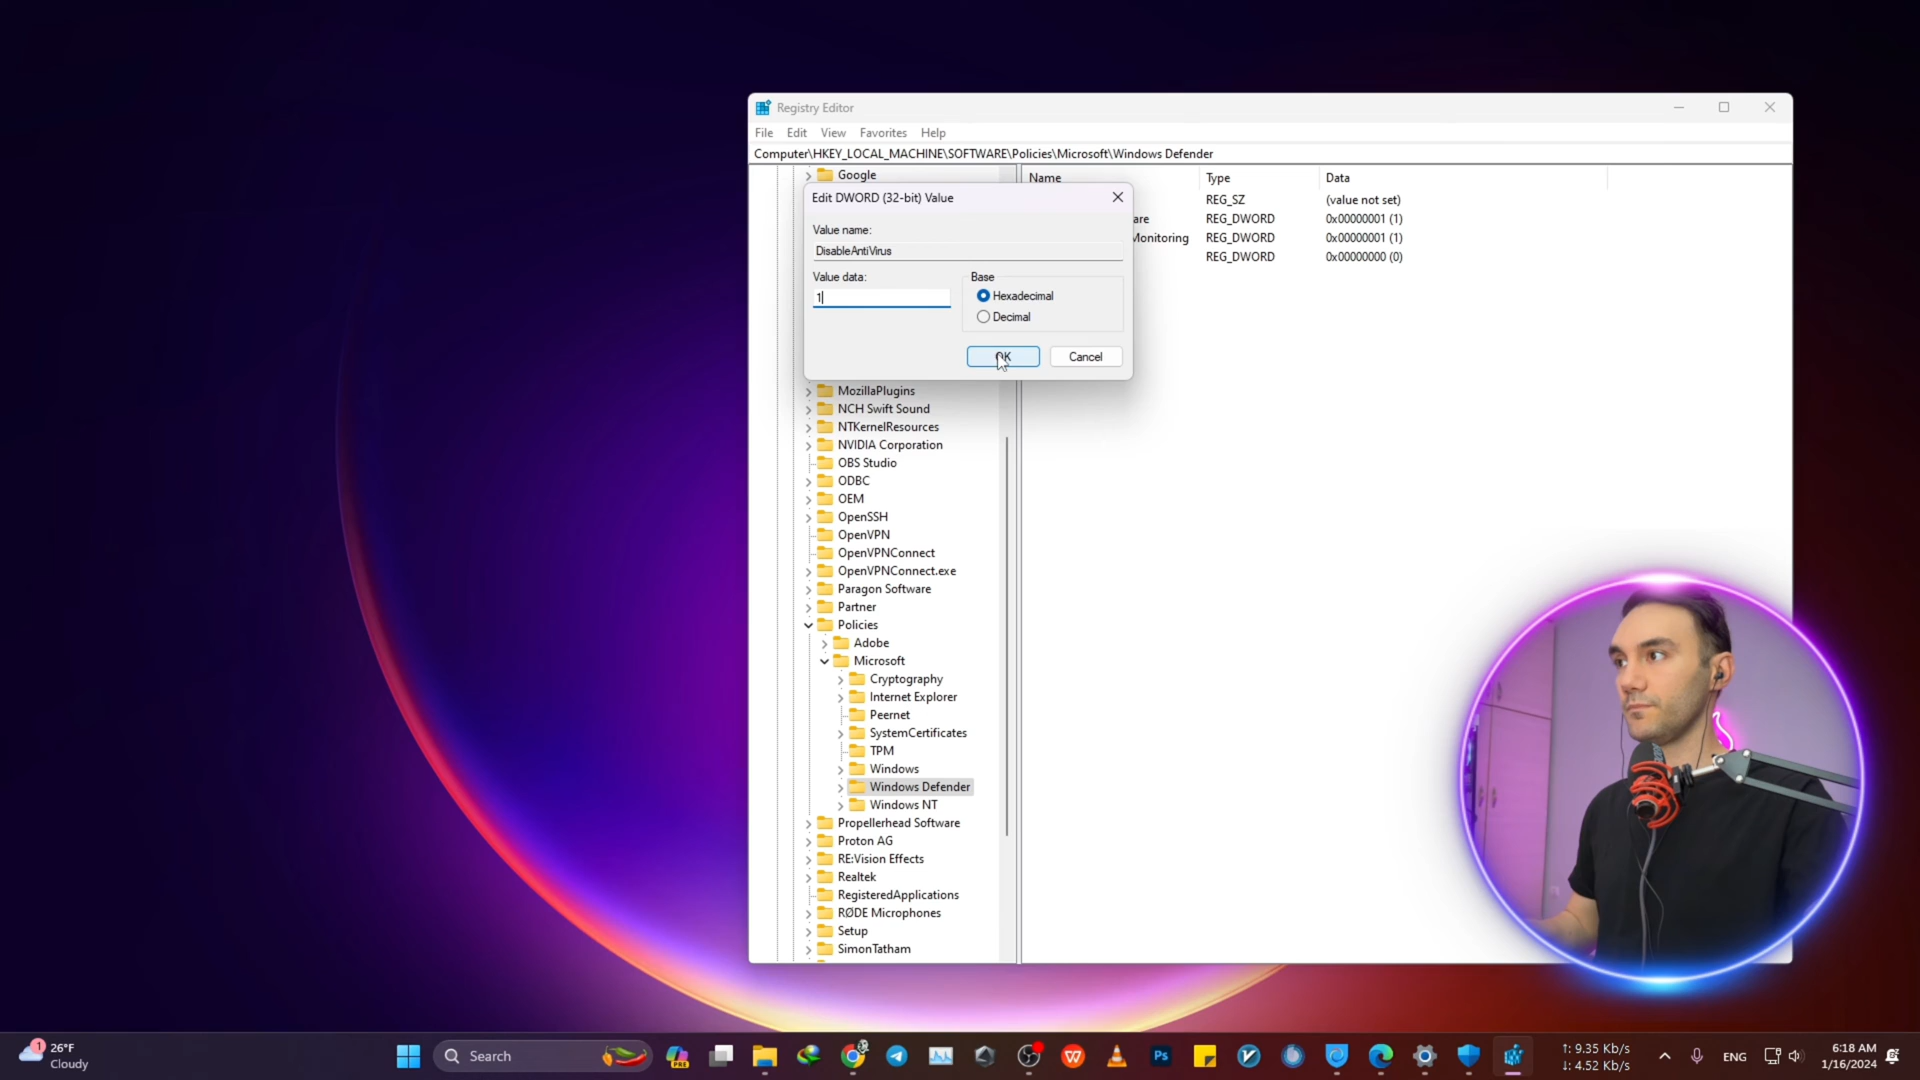 Registry Editor
File Edit View Favorites Help
Computer\HKEY_LOCAL_MACHINE\SOFTWARE\Policies\Microsoft\Windows Defender
Google
Name Type Data
REG_SZ (value not set)
are REG_DWORD 0x00000001 (1)
Monitoring REG_DWORD 0x00000001 (1)
REG_DWORD 0x00000000 (0)
Edit DWORD (32-bit) Value
Value name:
DisableAntiVirus
Value data:
1
Base
Hexadecimal
Decimal
OK Cancel
MozillaPlugins
NCH Swift Sound
NTKernelResources
NVIDIA Corporation
OBS Studio
ODBC
OEM
OpenSSH
OpenVPN
OpenVPNConnect
OpenVPNConnect.exe
Paragon Software
Partner
Policies
Adobe
Microsoft
Cryptography
Internet Explorer
Peernet
SystemCertificates
TPM
Windows
Windows Defender
Windows NT
Propellerhead Software
Proton AG
RE:Vision Effects
Realtek
RegisteredApplications
RØDE Microphones
Setup
SimonTatham
1
26°F
Cloudy
Search
PRE
Ps
↑: 9.35 Kb/s
↓: 4.52 Kb/s
ENG
6:18 AM
1/16/2024